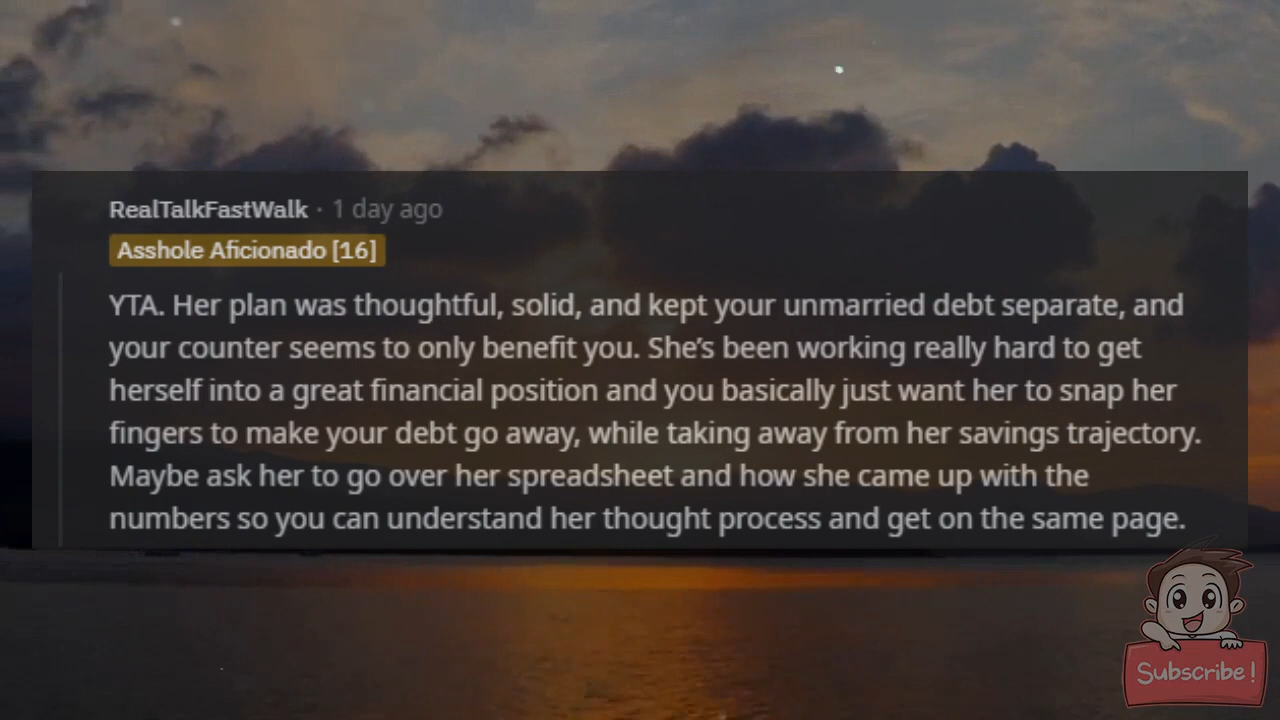 RealTalkFastWalk · 1 day ago
Asshole Aficionado [16]
YTA. Her plan was thoughtful, solid, and kept your unmarried debt separate, and
your counter seems to only benefit you. She’s been working really hard to get
herself into a great financial position and you basically just want her to snap her
fingers to make your debt go away, while taking away from her savings trajectory.
Maybe ask her to go over her spreadsheet and how she came up with the
numbers so you can understand her thought process and get on the same page.
Subscribe!